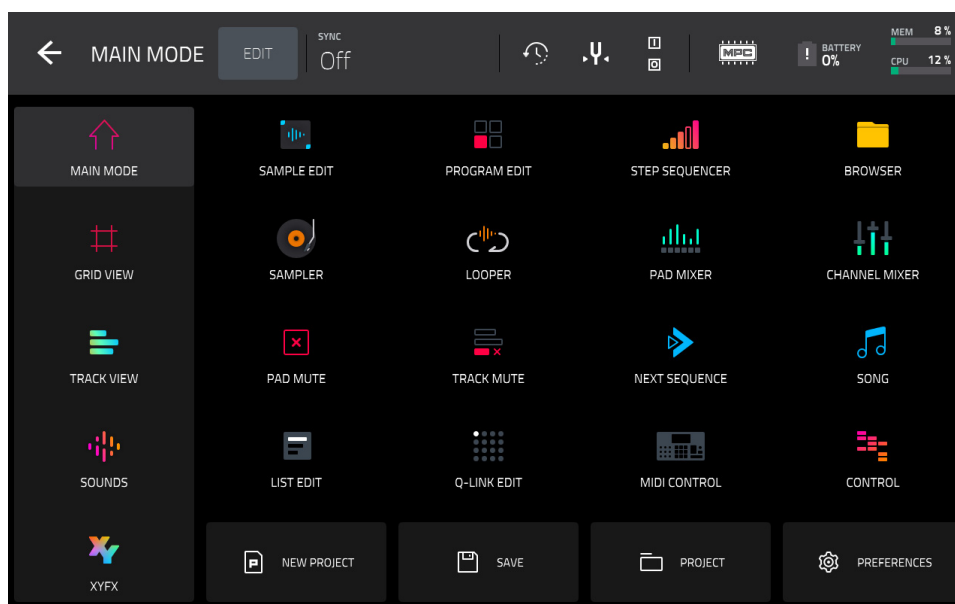 MAIN MODE
EDIT
SYNC
Off
MPC
BATTERY
0%
MEM 8%
CPU 12%
MAIN MODE
SAMPLE EDIT
PROGRAM EDIT
STEP SEQUENCER
BROWSER
GRID VIEW
SAMPLER
LOOPER
PAD MIXER
CHANNEL MIXER
TRACK VIEW
PAD MUTE
TRACK MUTE
NEXT SEQUENCE
SONG
SOUNDS
LIST EDIT
Q-LINK EDIT
MIDI CONTROL
CONTROL
XY
XYFX
P
NEW PROJECT
SAVE
PROJECT
PREFERENCES